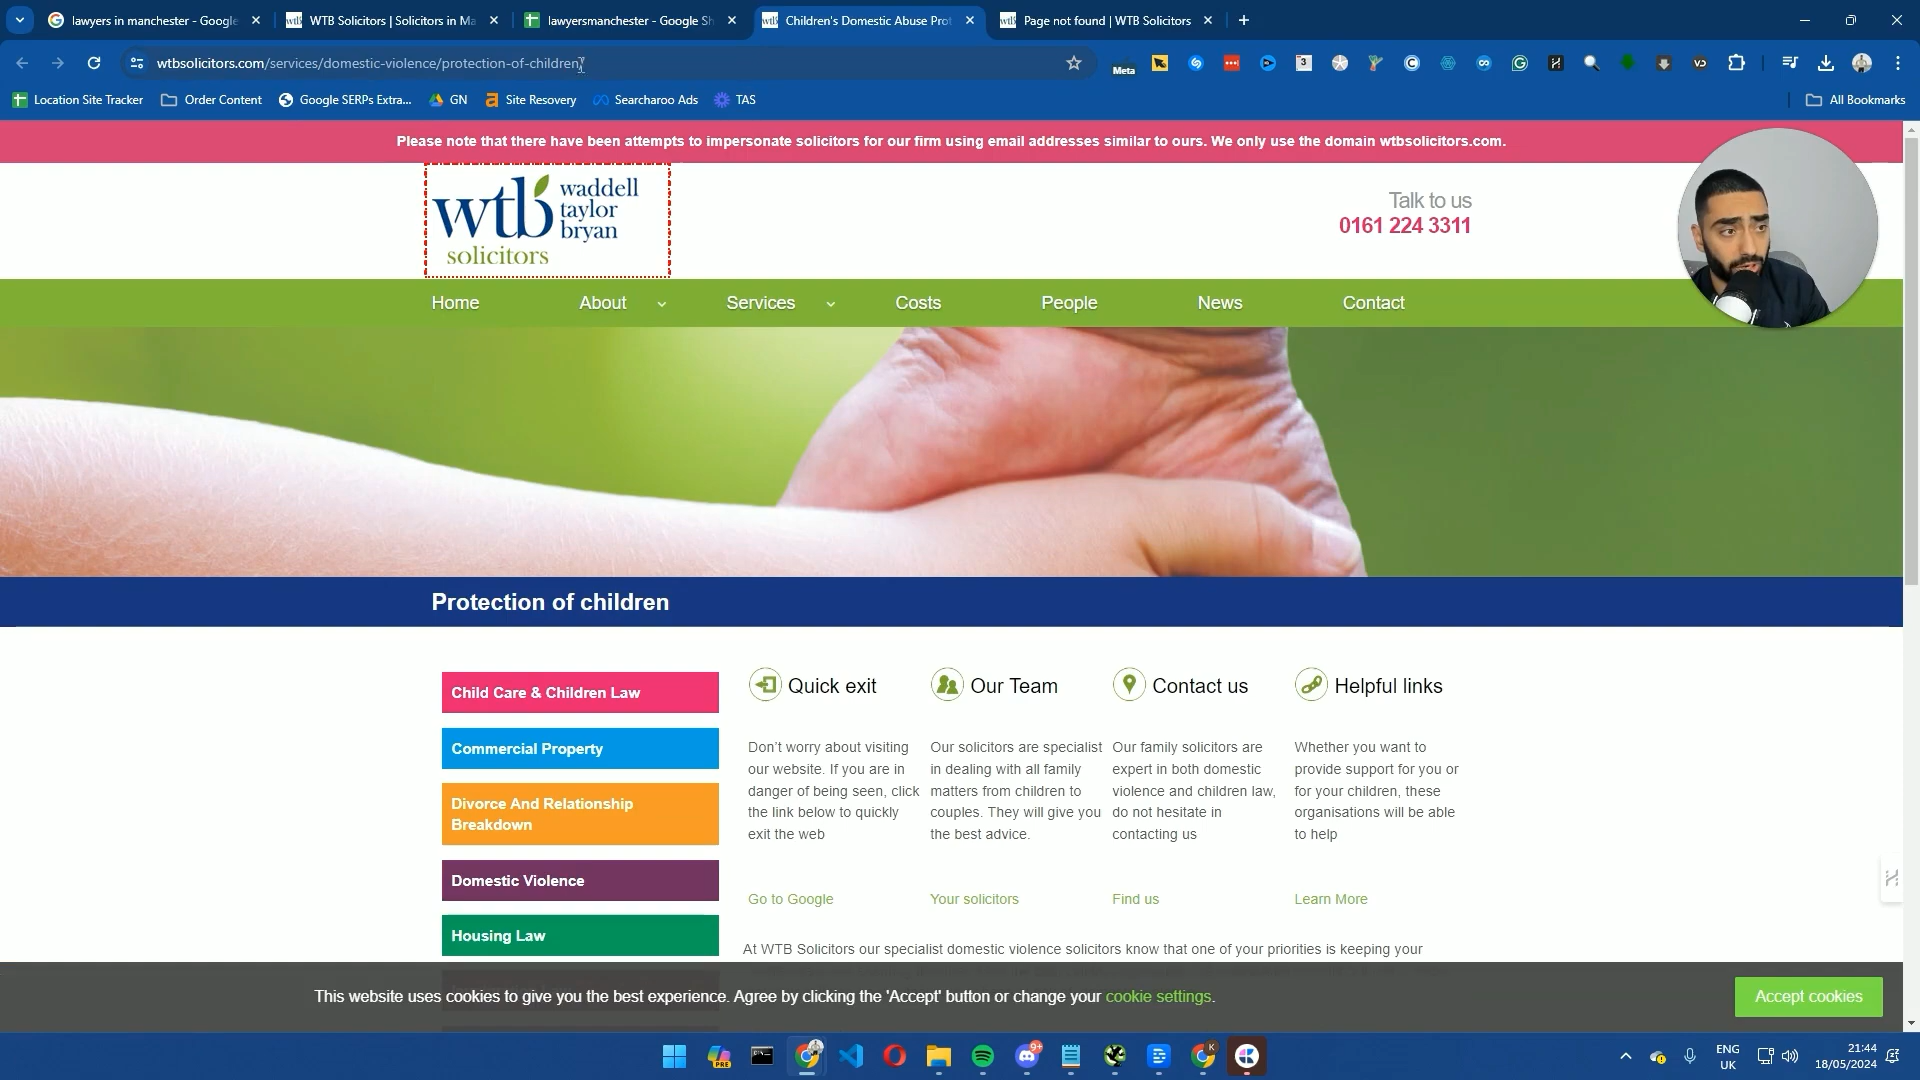 lawyers in manchester - Google
WTB Solicitors | Solicitors in Ma
lawyersmanchester - Google Sh
Children's Domestic Abuse Prot
Page not found | WTB Solicitors
wtbsolicitors.com/services/domestic-violence/protection-of-children/
Meta
Location Site Tracker
Order Content
Google SERPs Extra...
GN
Site Recovery
Searcharoo Ads
TAS
All Bookmarks
Please note that there have been attempts to impersonate solicitors for our firm using email addresses similar to ours. We only use the domain wtbsolicitors.com.
wtb waddell
taylor
bryan
solicitors
Talk to us
0161 224 3311
Home About Services Costs People News Contact
Protection of children
Child Care & Children Law
Commercial Property
Divorce And Relationship
Breakdown
Domestic Violence
Housing Law
Quick exit
Don't worry about visiting
our website. If you are in
danger of being seen, click
the link below to quickly
exit the web
Go to Google
Our Team
Our solicitors are specialist
in dealing with all family
matters from children to
couples. They will give you
the best advice.
Your solicitors
Contact us
Our family solicitors are
expert in both domestic
violence and children law,
do not hesitate in
contacting us
Find us
Helpful links
Whether you want to
provide support for you or
for your children, these
organisations will be able
to help
Learn More
At WTB Solicitors our specialist domestic violence solicitors know that one of your priorities is keeping your
This website uses cookies to give you the best experience. Agree by clicking the 'Accept' button or change your cookie settings.
Accept cookies
PRE
9+
K
ENG
UK
21:44
18/05/2024